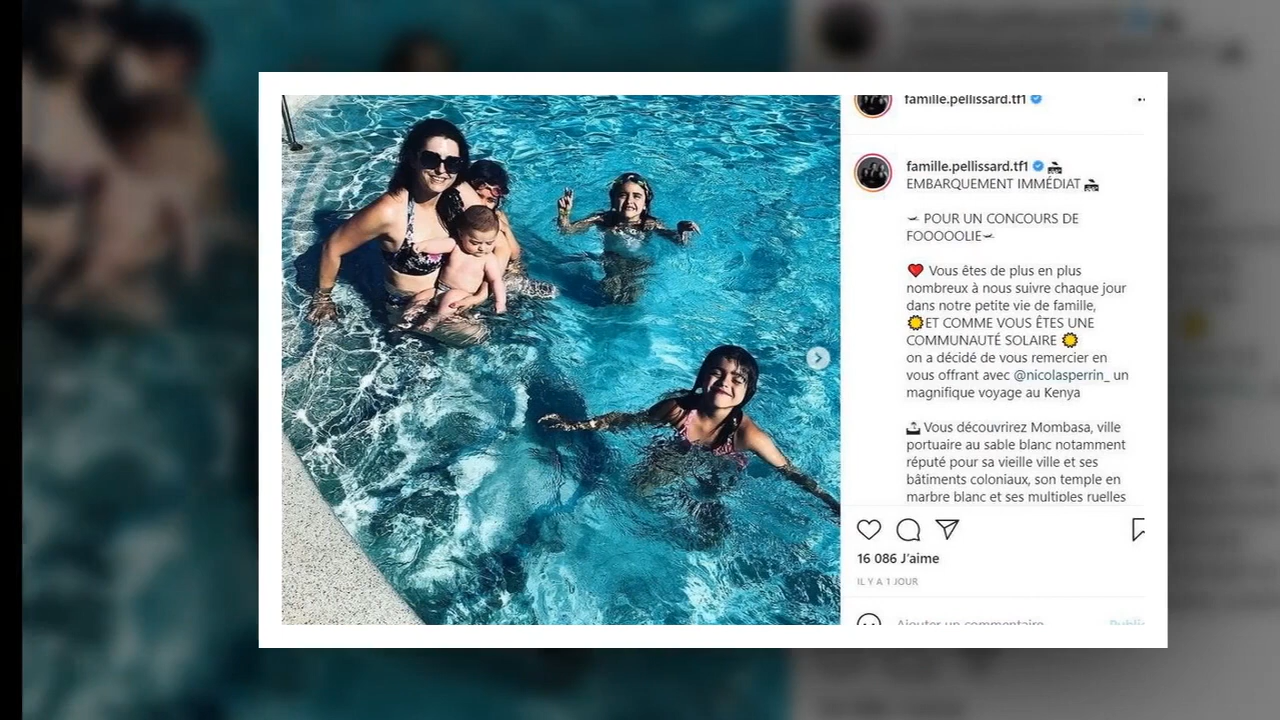 famille.pellissard.tf1
famille.pellissard.tf1
EMBARQUEMENT IMMÉDIAT
POUR UN CONCOURS DE
FOOOOOLIE
Vous êtes de plus en plus
nombreux à nous suivre chaque jour
dans notre petite vie de famille,
ET COMME VOUS ÊTES UNE
COMMUNAUTÉ SOLAIRE
on a décidé de vous remercier en
vous offrant avec @nicolasperrin_ un
magnifique voyage au Kenya
Vous découvrirez Mombasa, ville
portuaire au sable blanc notamment
réputé pour sa vieille ville et ses
bâtiments coloniaux, son temple en
marbre blanc et ses multiples ruelles
16 086 J'aime
IL Y A 1 JOUR
Ajouter un commentaire